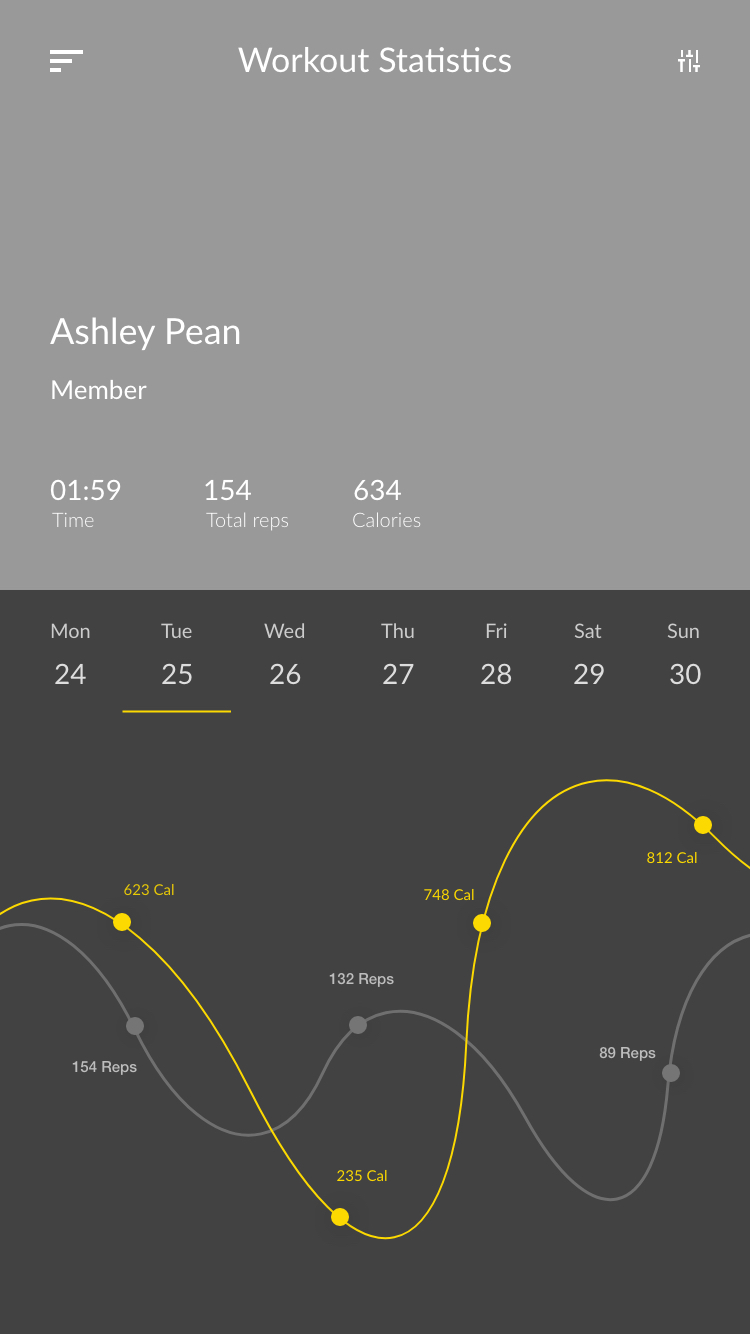 Workout Statistics
Ashley Pean
Member
01:59 154 634
Time Total reps Calories
Mon Tue Wed Thu Fri Sat Sun
24 25 26 27 28 29 30
812 Cal
623 Cal
748 Cal
132 Reps
89 Reps
154 Reps
235 Cal